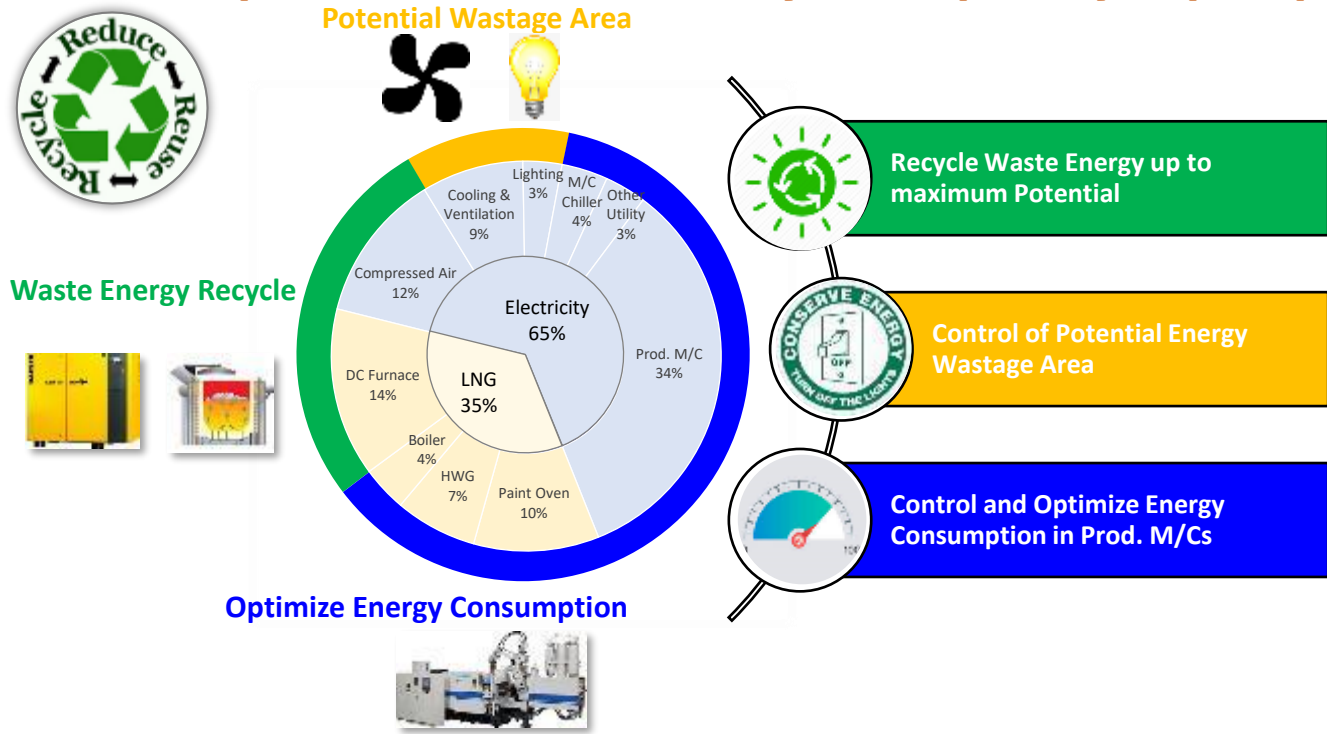 Potential Wastage Area
Reduce
Reuse
Recycle
Lighting
3%
M/C
Chiller
4%
Other
Utility
3%
Cooling &
Ventilation
9%
Compressed Air
12%
Electricity
65%
Prod. M/C
34%
Waste Energy Recycle
DC Furnace
14%
LNG
35%
Boiler
4%
HWG
7%
Paint Oven
10%
Optimize Energy Consumption
Recycle Waste Energy up to
maximum Potential
CONSERVE ENERGY
OFF
TURN OFF THE LIGHTS
Control of Potential Energy
Wastage Area
Control and Optimize Energy
Consumption in Prod. M/Cs